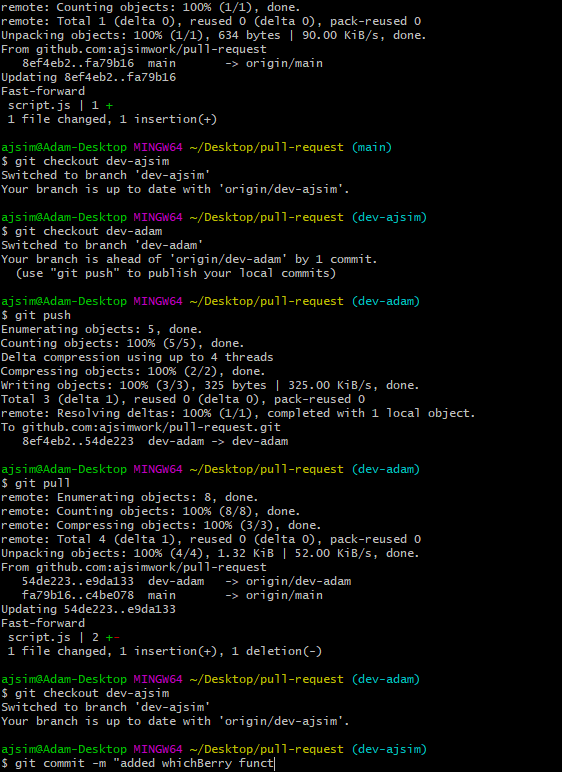 remote: Counting objects: 100% (1/1), done.
remote: Total 1 (delta 0), reused 0 (delta 0), pack-reused 0
Unpacking objects: 100% (1/1), 634 bytes | 90.00 KiB/s, done.
From github.com:ajsimwork/pull-request
   8ef4eb2..fa79b16  main       -> origin/main
Updating 8ef4eb2..fa79b16
Fast-forward
 script.js | 1 +
 1 file changed, 1 insertion(+)
ajsim@Adam-Desktop MINGW64 ~/Desktop/pull-request (main)
$ git checkout dev-ajsim
Switched to branch 'dev-ajsim'
Your branch is up to date with 'origin/dev-ajsim'.
ajsim@Adam-Desktop MINGW64 ~/Desktop/pull-request (dev-ajsim)
$ git checkout dev-adam
Switched to branch 'dev-adam'
Your branch is ahead of 'origin/dev-adam' by 1 commit.
  (use "git push" to publish your local commits)
ajsim@Adam-Desktop MINGW64 ~/Desktop/pull-request (dev-adam)
$ git push
Enumerating objects: 5, done.
Counting objects: 100% (5/5), done.
Delta compression using up to 4 threads
Compressing objects: 100% (2/2), done.
Writing objects: 100% (3/3), 325 bytes | 325.00 KiB/s, done.
Total 3 (delta 1), reused 0 (delta 0), pack-reused 0
remote: Resolving deltas: 100% (1/1), completed with 1 local object.
To github.com:ajsimwork/pull-request.git
   8ef4eb2..54de223  dev-adam -> dev-adam
ajsim@Adam-Desktop MINGW64 ~/Desktop/pull-request (dev-adam)
$ git pull
remote: Enumerating objects: 8, done.
remote: Counting objects: 100% (8/8), done.
remote: Compressing objects: 100% (3/3), done.
remote: Total 4 (delta 1), reused 0 (delta 0), pack-reused 0
Unpacking objects: 100% (4/4), 1.32 KiB | 52.00 KiB/s, done.
From github.com:ajsimwork/pull-request
   54de223..e9da133  dev-adam   -> origin/dev-adam
   fa79b16..c4be078  main       -> origin/main
Updating 54de223..e9da133
Fast-forward
 script.js | 2 +-
 1 file changed, 1 insertion(+), 1 deletion(-)
ajsim@Adam-Desktop MINGW64 ~/Desktop/pull-request (dev-adam)
$ git checkout dev-ajsim
Switched to branch 'dev-ajsim'
Your branch is up to date with 'origin/dev-ajsim'.
ajsim@Adam-Desktop MINGW64 ~/Desktop/pull-request (dev-ajsim)
$ git commit -m "added whichBerry funct